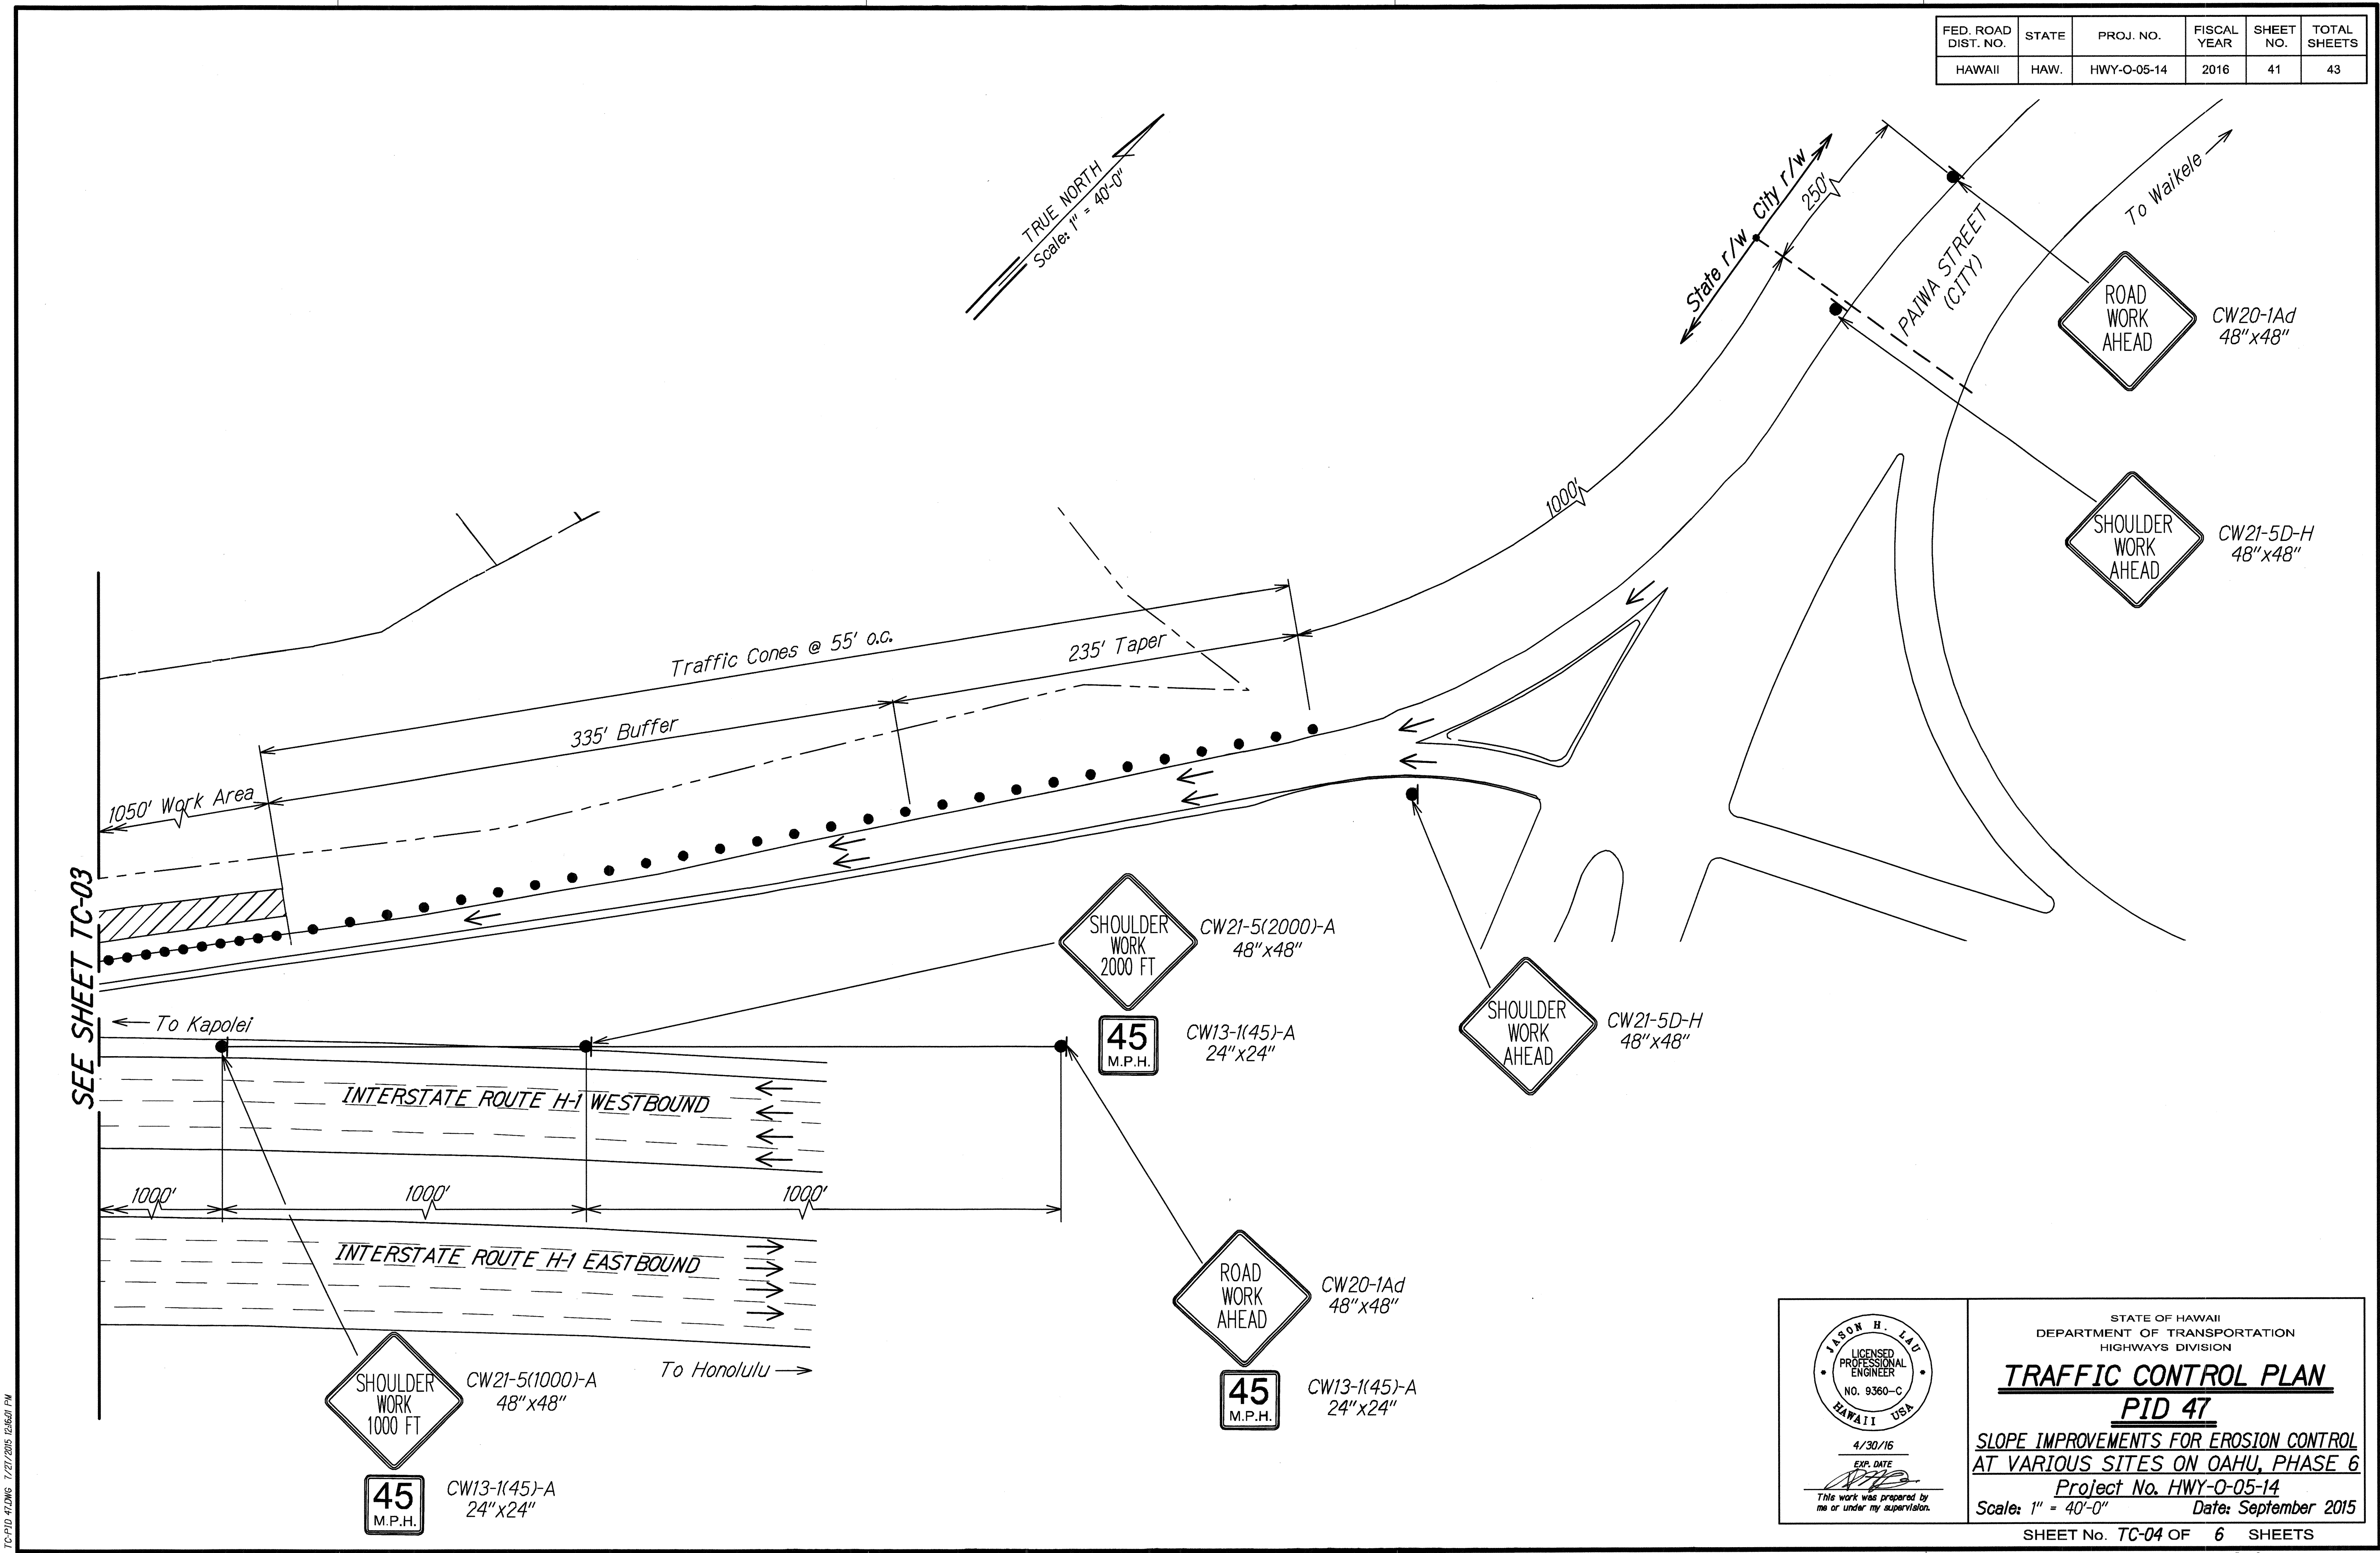 FED. ROAD DIST. NO. STATE PROJ. NO. FISCAL YEAR SHEET NO. TOTAL SHEETS
HAWAII HAW. HWY-O-05-14 2016 41 43
TRUE NORTH
Scale: 1" = 40'-0"
State r/w
City r/w
250'
PAIWA STREET
(CITY)
To Waikele
ROAD
WORK
AHEAD
CW20-1Ad
48"x48"
SHOULDER
WORK
AHEAD
CW21-5D-H
48"x48"
1000'
Traffic Cones @ 55' o.c.
235' Taper
335' Buffer
1050' Work Area
SEE SHEET TC-03
SHOULDER
WORK
2000 FT
CW21-5(2000)-A
48"x48"
45
M.P.H.
CW13-1(45)-A
24"x24"
SHOULDER
WORK
AHEAD
CW21-5D-H
48"x48"
To Kapolei
INTERSTATE ROUTE H-1 WESTBOUND
1000'
1000'
1000'
INTERSTATE ROUTE H-1 EASTBOUND
To Honolulu
ROAD
WORK
AHEAD
CW20-1Ad
48"x48"
45
M.P.H.
CW13-1(45)-A
24"x24"
SHOULDER
WORK
1000 FT
CW21-5(1000)-A
48"x48"
45
M.P.H.
CW13-1(45)-A
24"x24"
JASON H. LAU
LICENSED
PROFESSIONAL
ENGINEER
NO. 9360-C
HAWAII USA
4/30/16
EXP. DATE
This work was prepared by
me or under my supervision.
STATE OF HAWAII
DEPARTMENT OF TRANSPORTATION
HIGHWAYS DIVISION
TRAFFIC CONTROL PLAN
PID 47
SLOPE IMPROVEMENTS FOR EROSION CONTROL
AT VARIOUS SITES ON OAHU, PHASE 6
Project No. HWY-O-05-14
Scale: 1" = 40'-0" Date: September 2015
SHEET No. TC-04 OF 6 SHEETS
TC-PID 47.DWG 7/27/2015 12:16:01 PM